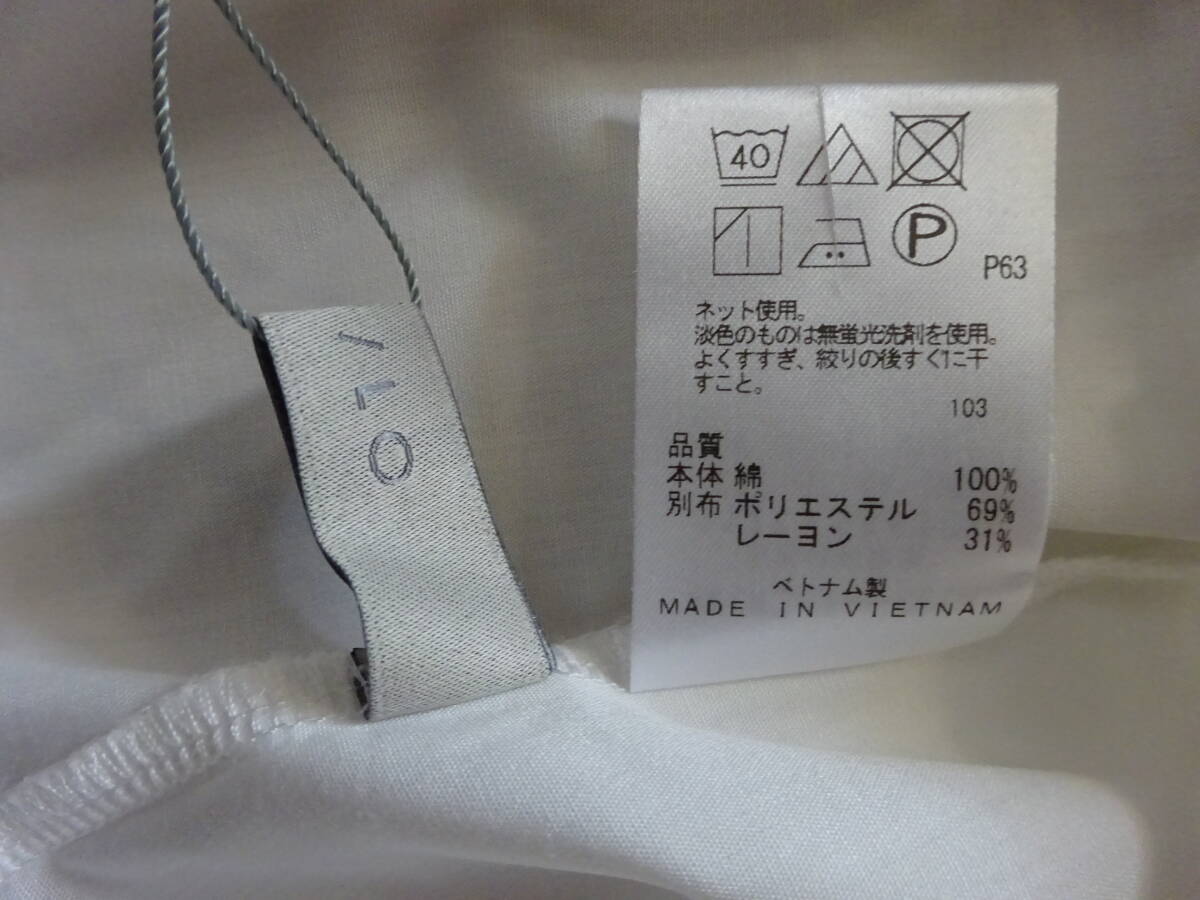 /LO
40
P
P63
ネット使用。
淡色のものは無蛍光洗剤を使用。
よくすすぎ、絞りの後すぐに干
すこと。
103
品質
本体 綿 100%
別布 ポリエステル 69%
レーヨン 31%
ベトナム製
MADE IN VIETNAM